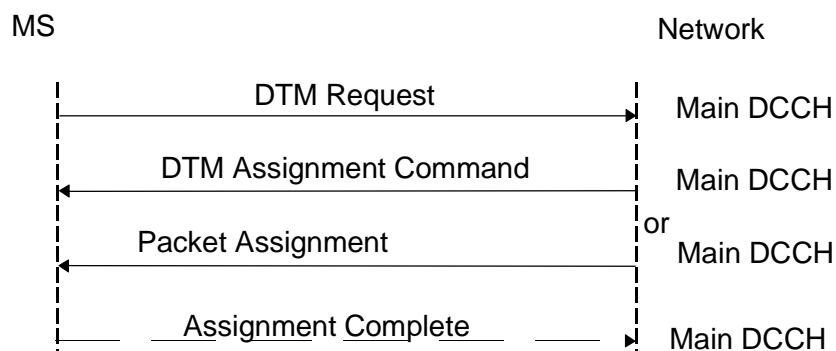 MS
Network
DTM Request
Main DCCH
DTM Assignment Command
Main DCCH
or
Packet Assignment
Main DCCH
Assignment Complete
Main DCCH